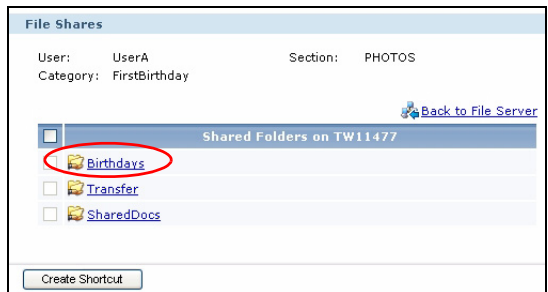 File Shares
User: UserA Section: PHOTOS
Category: FirstBirthday
Back to File Server
Shared Folders on TW11477
Birthdays
Transfer
SharedDocs
Create Shortcut